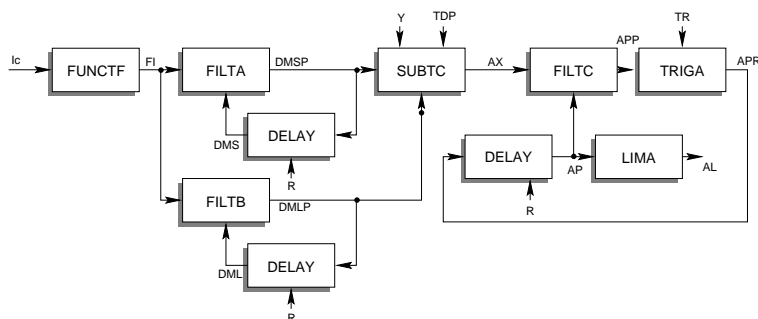 Y TDP TR
Ic FUNCTF FI FILTA DMSP SUBTC AX FILTC APP TRIGA APR
DMS DELAY
R
DELAY AP LIMA AL
R
FILTB DMLP
DML DELAY
R